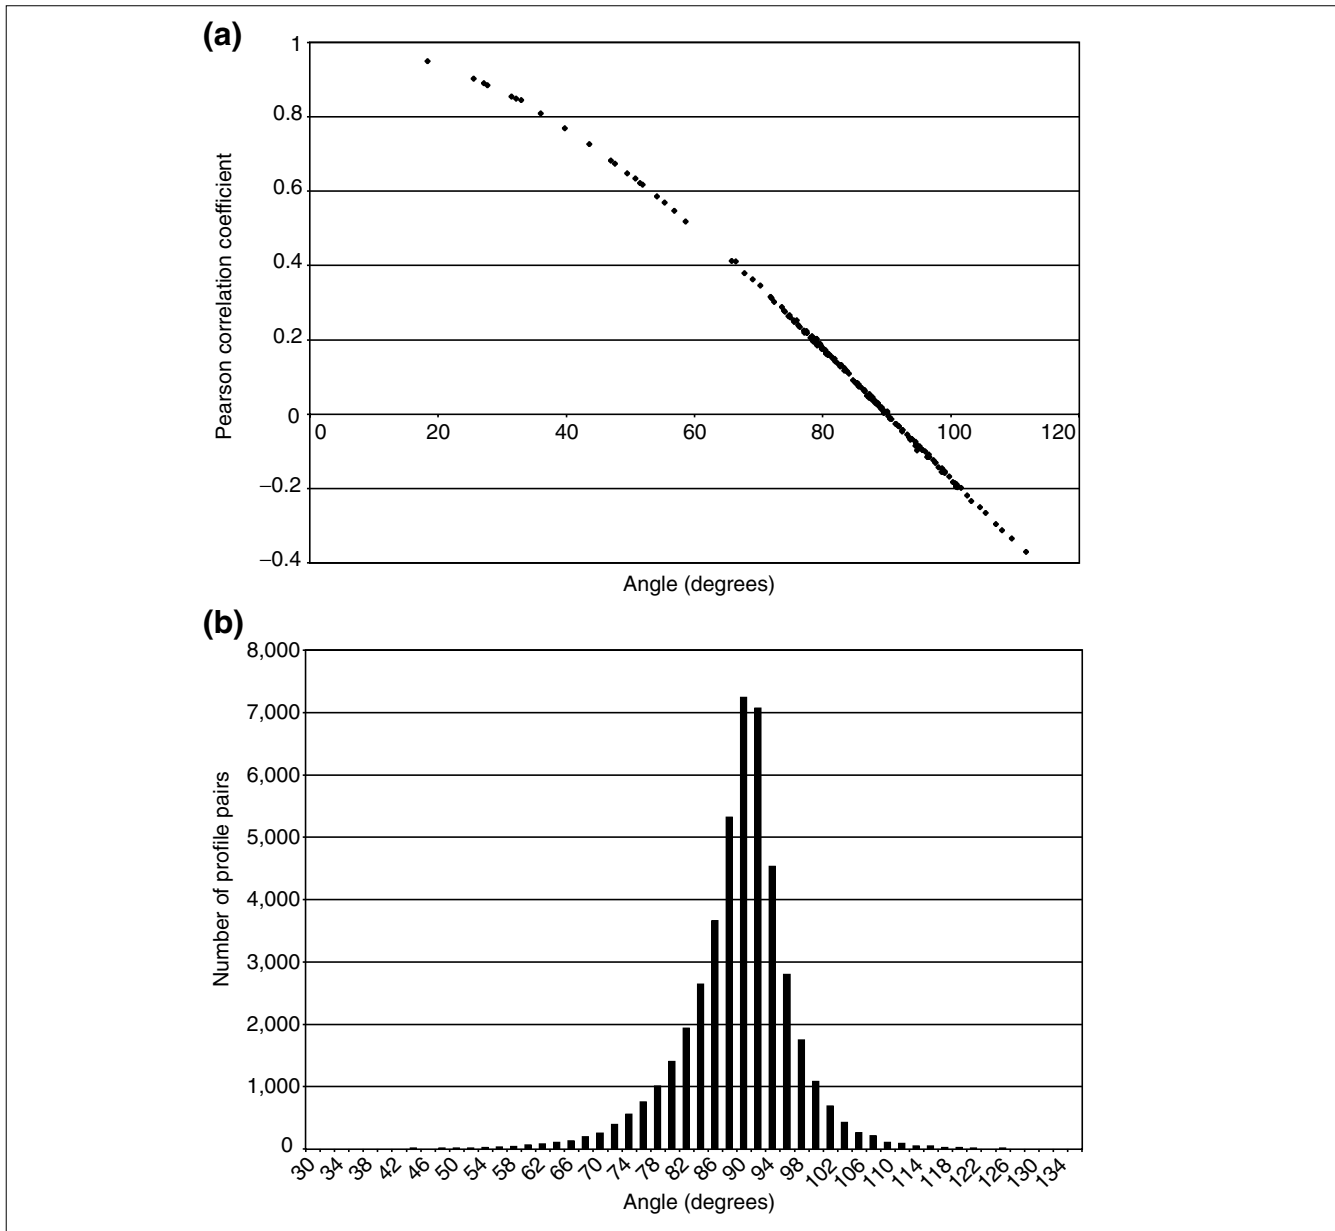 (a)
Pearson correlation coefficient
1
0.8
0.6
0.4
0.2
0
−0.2
−0.4
0 20 40 60 80 100 120
Angle (degrees)
(b)
Number of profile pairs
8,000
7,000
6,000
5,000
4,000
3,000
2,000
1,000
0
30 34 38 42 46 50 54 58 62 66 70 74 78 82 86 90 94 98 102 106 110 114 118 122 126 130 134
Angle (degrees)